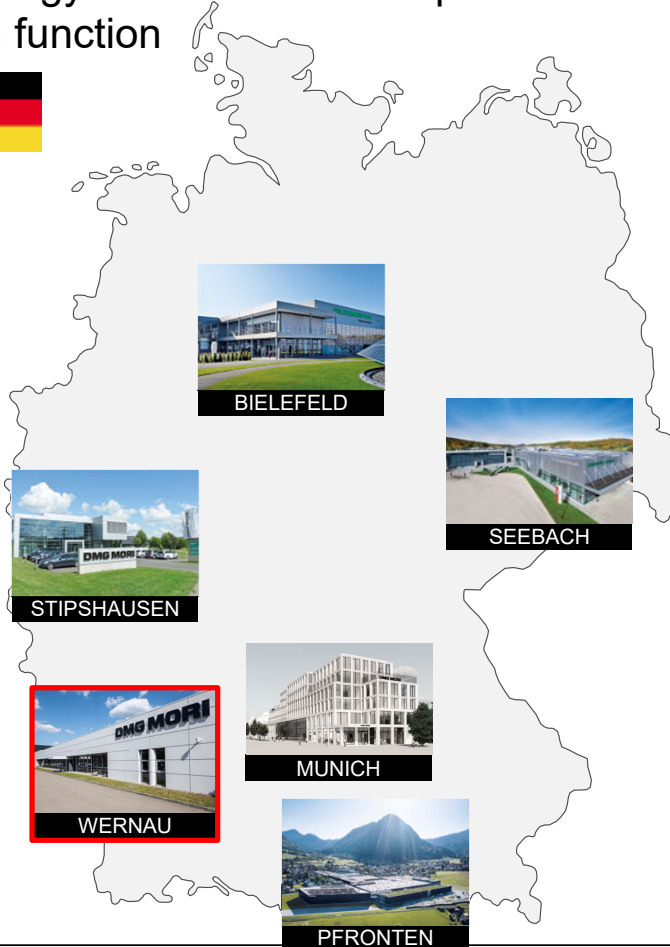 function
BIELEFELD
SEEBACH
DMG MORI
STIPSHAUSEN
DMG MORI
DMG MORI
MUNICH
WERNAU
PFRONTEN